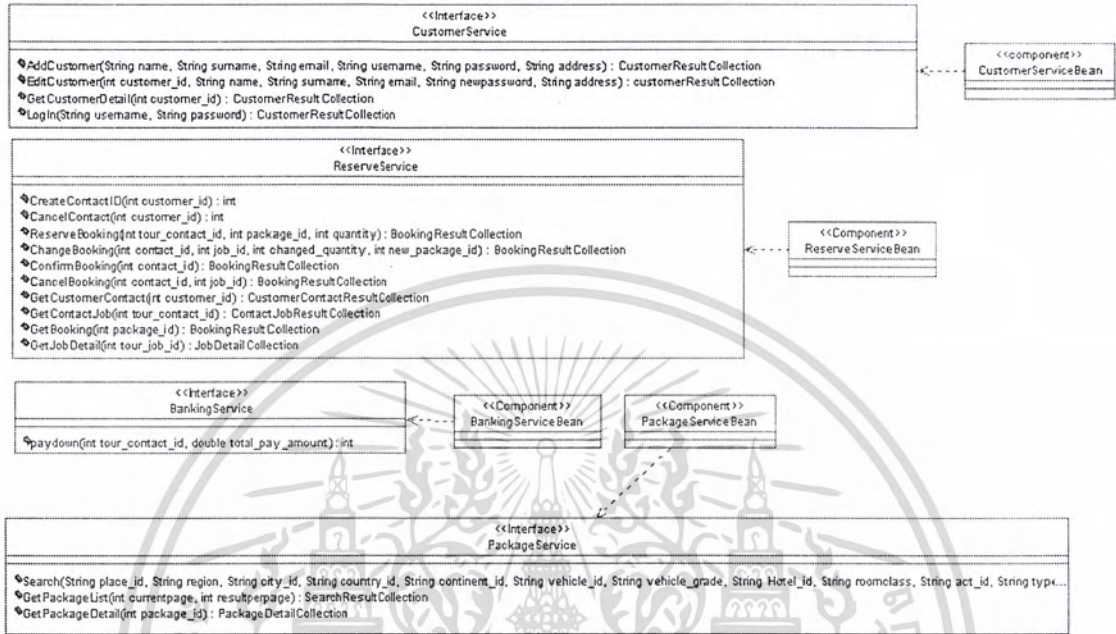 <<Interface>>
CustomerService
AddCustomer(String name, String surname, String email, String username, String password, String address) : CustomerResultCollection
EditCustomer(int customer_id, String name, String surname, String email, String newpassword, String address) : customerResultCollection
GetCustomerDetail(int customer_id) : CustomerResultCollection
LogIn(String username, String password) : CustomerResultCollection
<<component>>
CustomerServiceBean
<<Interface>>
ReserveService
CreateContactID(int customer_id) : int
CancelContact(int customer_id) : int
ReserveBooking(int tour_contact_id, int package_id, int quantity) : BookingResultCollection
ChangeBooking(int contact_id, int job_id, int changed_quantity, int new_package_id) : BookingResultCollection
ConfirmBooking(int contact_id) : BookingResultCollection
CancelBooking(int contact_id, int job_id) : BookingResultCollection
GetCustomerContact(int customer_id) : CustomerContactResultCollection
GetContactJob(int tour_contact_id) : ContactJobResultCollection
GetBooking(int package_id) : BookingResultCollection
GetJobDetail(int tour_job_id) : JobDetailCollection
<<Component>>
ReserveServiceBean
<<Interface>>
BankingService
paydown(int tour_contact_id, double total_pay_amount) : int
<<Component>>
BankingServiceBean
<<Component>>
PackageServiceBean
<<Interface>>
PackageService
Search(String place_id, String region, String city_id, String country_id, String continent_id, String vehicle_id, String vehicle_grade, String Hotel_id, String roomclass, String act_id, String type...
GetPackageList(int currentpage, int resultperpage) : SearchResultCollection
GetPackageDetail(int package_id) : PackageDetailCollection